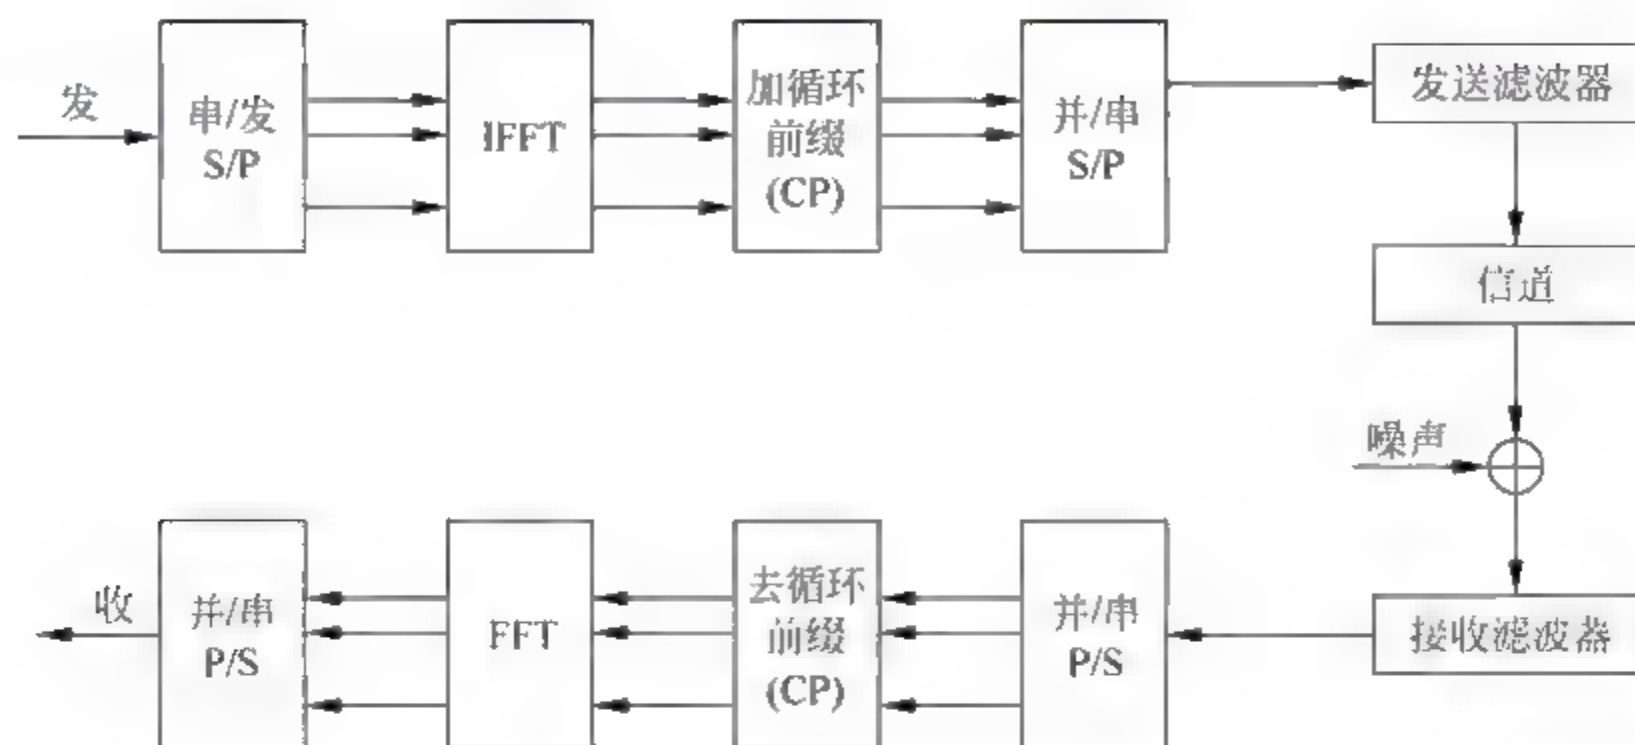 发
串/发
S/P
IFFT
加循环
前缀
(CP)
并/串
S/P
发送滤波器
信道
噪声
接收滤波器
并/串
P/S
去循环
前缀
(CP)
FFT
并/串
P/S
收